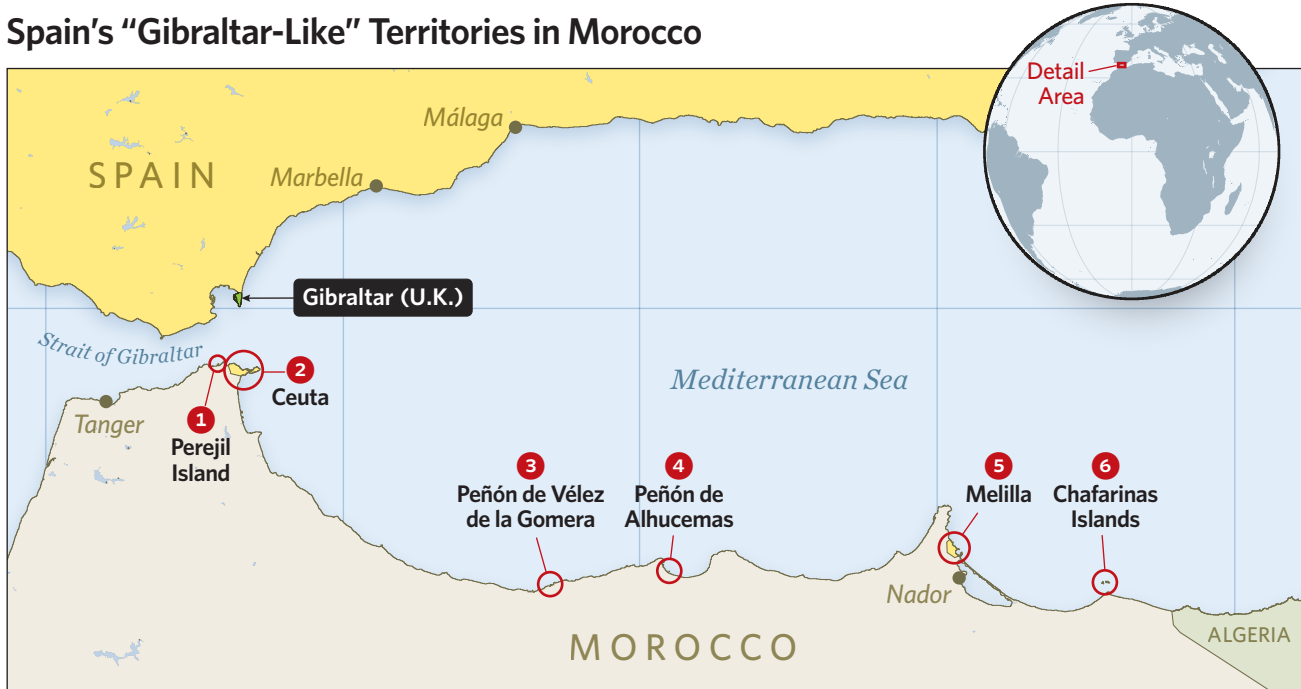 Spain’s “Gibraltar-Like” Territories in Morocco
Detail
Area
Málaga
SPAIN
Marbella
Gibraltar (U.K.)
Strait of Gibraltar
2
Ceuta
Mediterranean Sea
Tanger
1
Perejil
Island
3
Peñón de Vélez
de la Gomera
4
Peñón de
Alhucemas
5
Melilla
6
Chafarinas
Islands
Nador
MOROCCO
ALGERIA